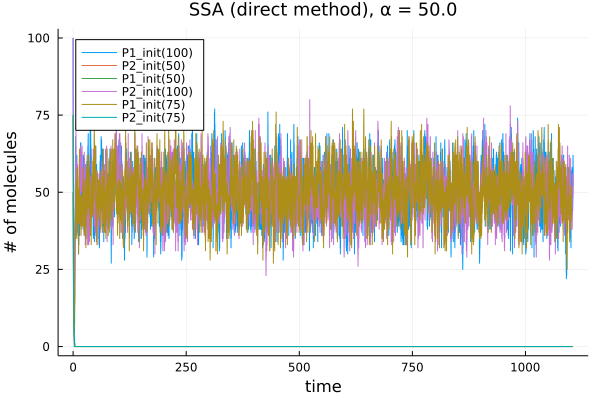 SSA (direct method), α = 50.0
# of molecules
100
75
50
25
0
P1_init(100)
P2_init(50)
P1_init(50)
P2_init(100)
P1_init(75)
P2_init(75)
0
250
500
750
1000
time